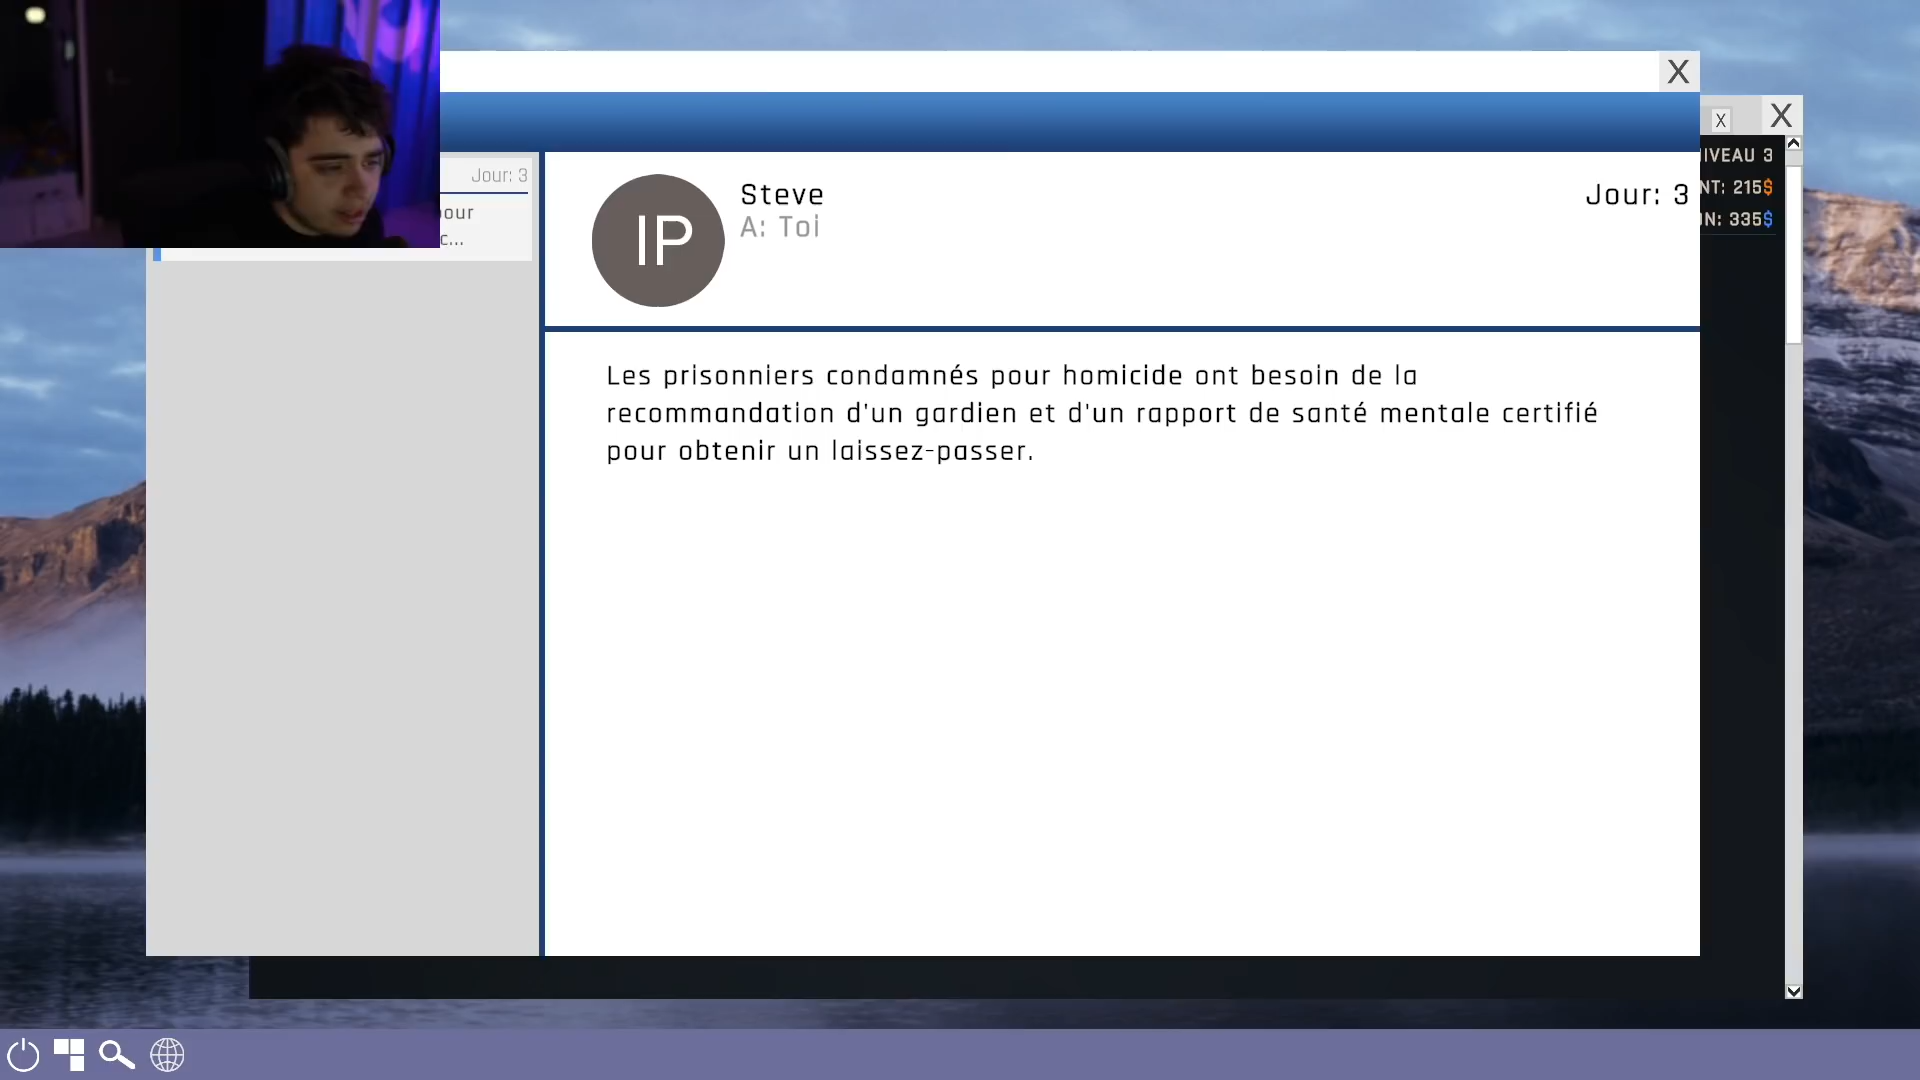 X
X
X
Jour: 3
our
c...
IP
Steve
A: Toi
Jour: 3
IVEAU 3
NT: 215$
N: 335$
Les prisonniers condamnés pour homicide ont besoin de la
recommandation d'un gardien et d'un rapport de santé mentale certifié
pour obtenir un laissez-passer.